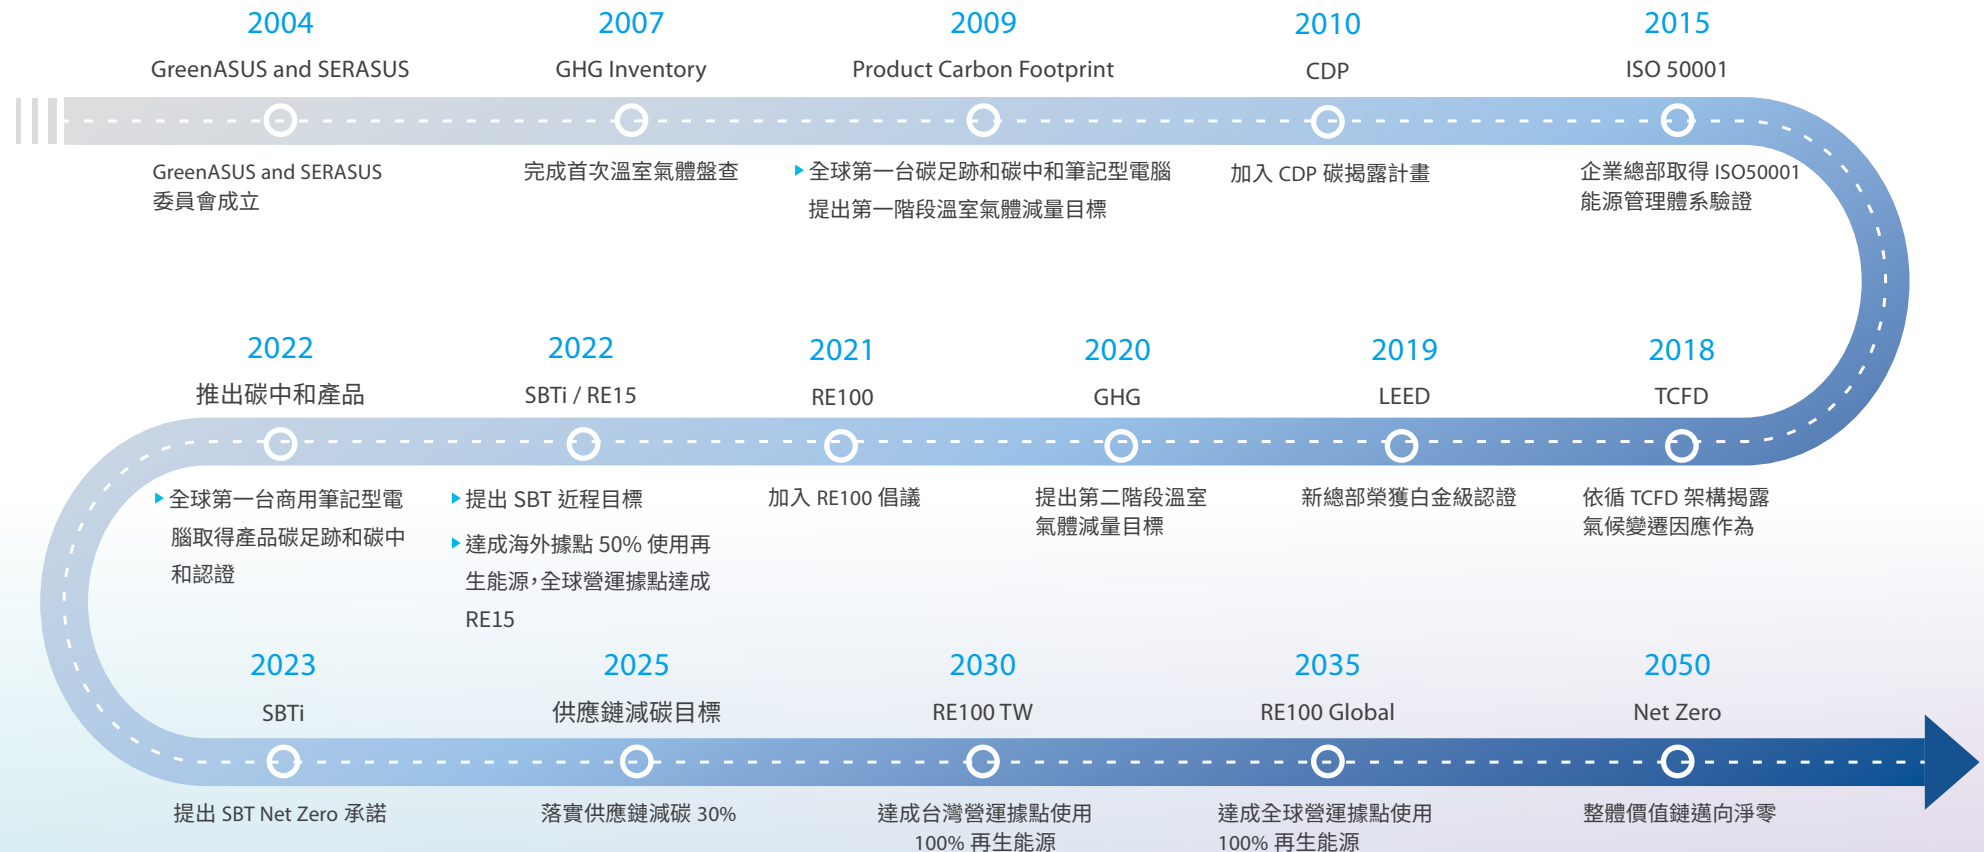 2004
GreenASUS and SERASUS
GreenASUS and SERASUS
委員會成立
2007
GHG Inventory
完成首次溫室氣體盤查
2009
Product Carbon Footprint
全球第一台碳足跡和碳中和筆記型電腦
提出第一階段溫室氣體減量目標
2010
CDP
加入 CDP 碳揭露計畫
2015
ISO 50001
企業總部取得 ISO50001
能源管理體系驗證
2018
TCFD
依循 TCFD 架構揭露
氣候變遷因應作為
2019
LEED
新總部榮獲白金級認證
2020
GHG
提出第二階段溫室
氣體減量目標
2021
RE100
加入 RE100 倡議
2022
SBTi / RE15
提出 SBT 近程目標
達成海外據點 50% 使用再
生能源，全球營運據點達成
RE15
2022
推出碳中和產品
全球第一台商用筆記型電
腦取得產品碳足跡和碳中
和認證
2023
SBTi
提出 SBT Net Zero 承諾
2025
供應鏈減碳目標
落實供應鏈減碳 30%
2030
RE100 TW
達成台灣營運據點使用
100% 再生能源
2035
RE100 Global
達成全球營運據點使用
100% 再生能源
2050
Net Zero
整體價值鏈邁向淨零